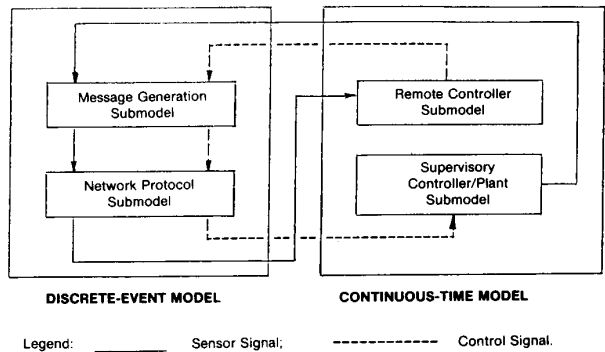 Message Generation
Submodel
Network Protocol
Submodel
Remote Controller
Submodel
Supervisory
Controller/Plant
Submodel
DISCRETE-EVENT MODEL
CONTINUOUS-TIME MODEL
Legend: Sensor Signal; Control Signal.